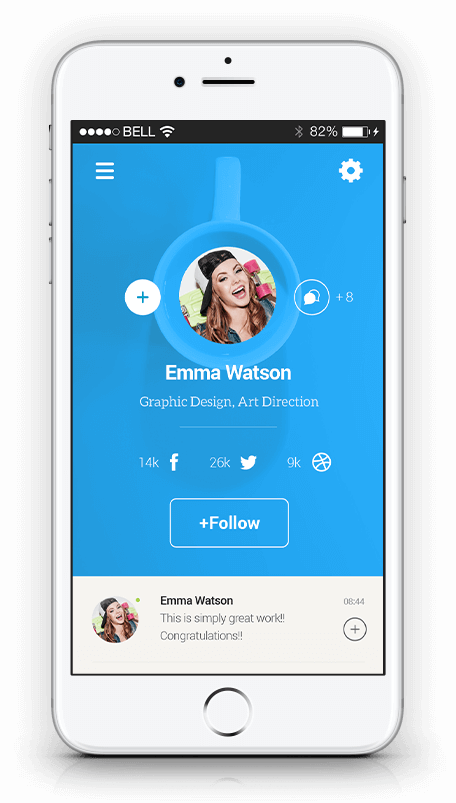 BELL 82%
+8
Emma Watson
Graphic Design, Art Direction
14k 26k 9k
+Follow
Emma Watson 08:44
This is simply great work!!
Congratulations!!